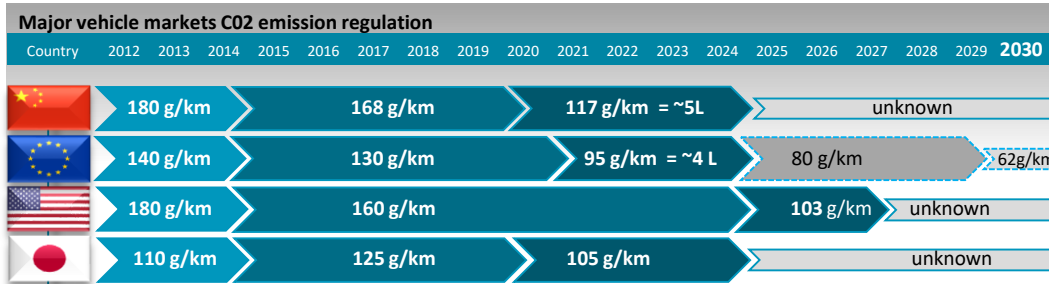 Major vehicle markets C02 emission regulation
Country 2012 2013 2014 2015 2016 2017 2018 2019 2020 2021 2022 2023 2024 2025 2026 2027 2028 2029 2030
180 g/km 168 g/km 117 g/km = ~5L unknown
140 g/km 130 g/km 95 g/km = ~4 L 80 g/km 62g/km
180 g/km 160 g/km 103 g/km unknown
110 g/km 125 g/km 105 g/km unknown